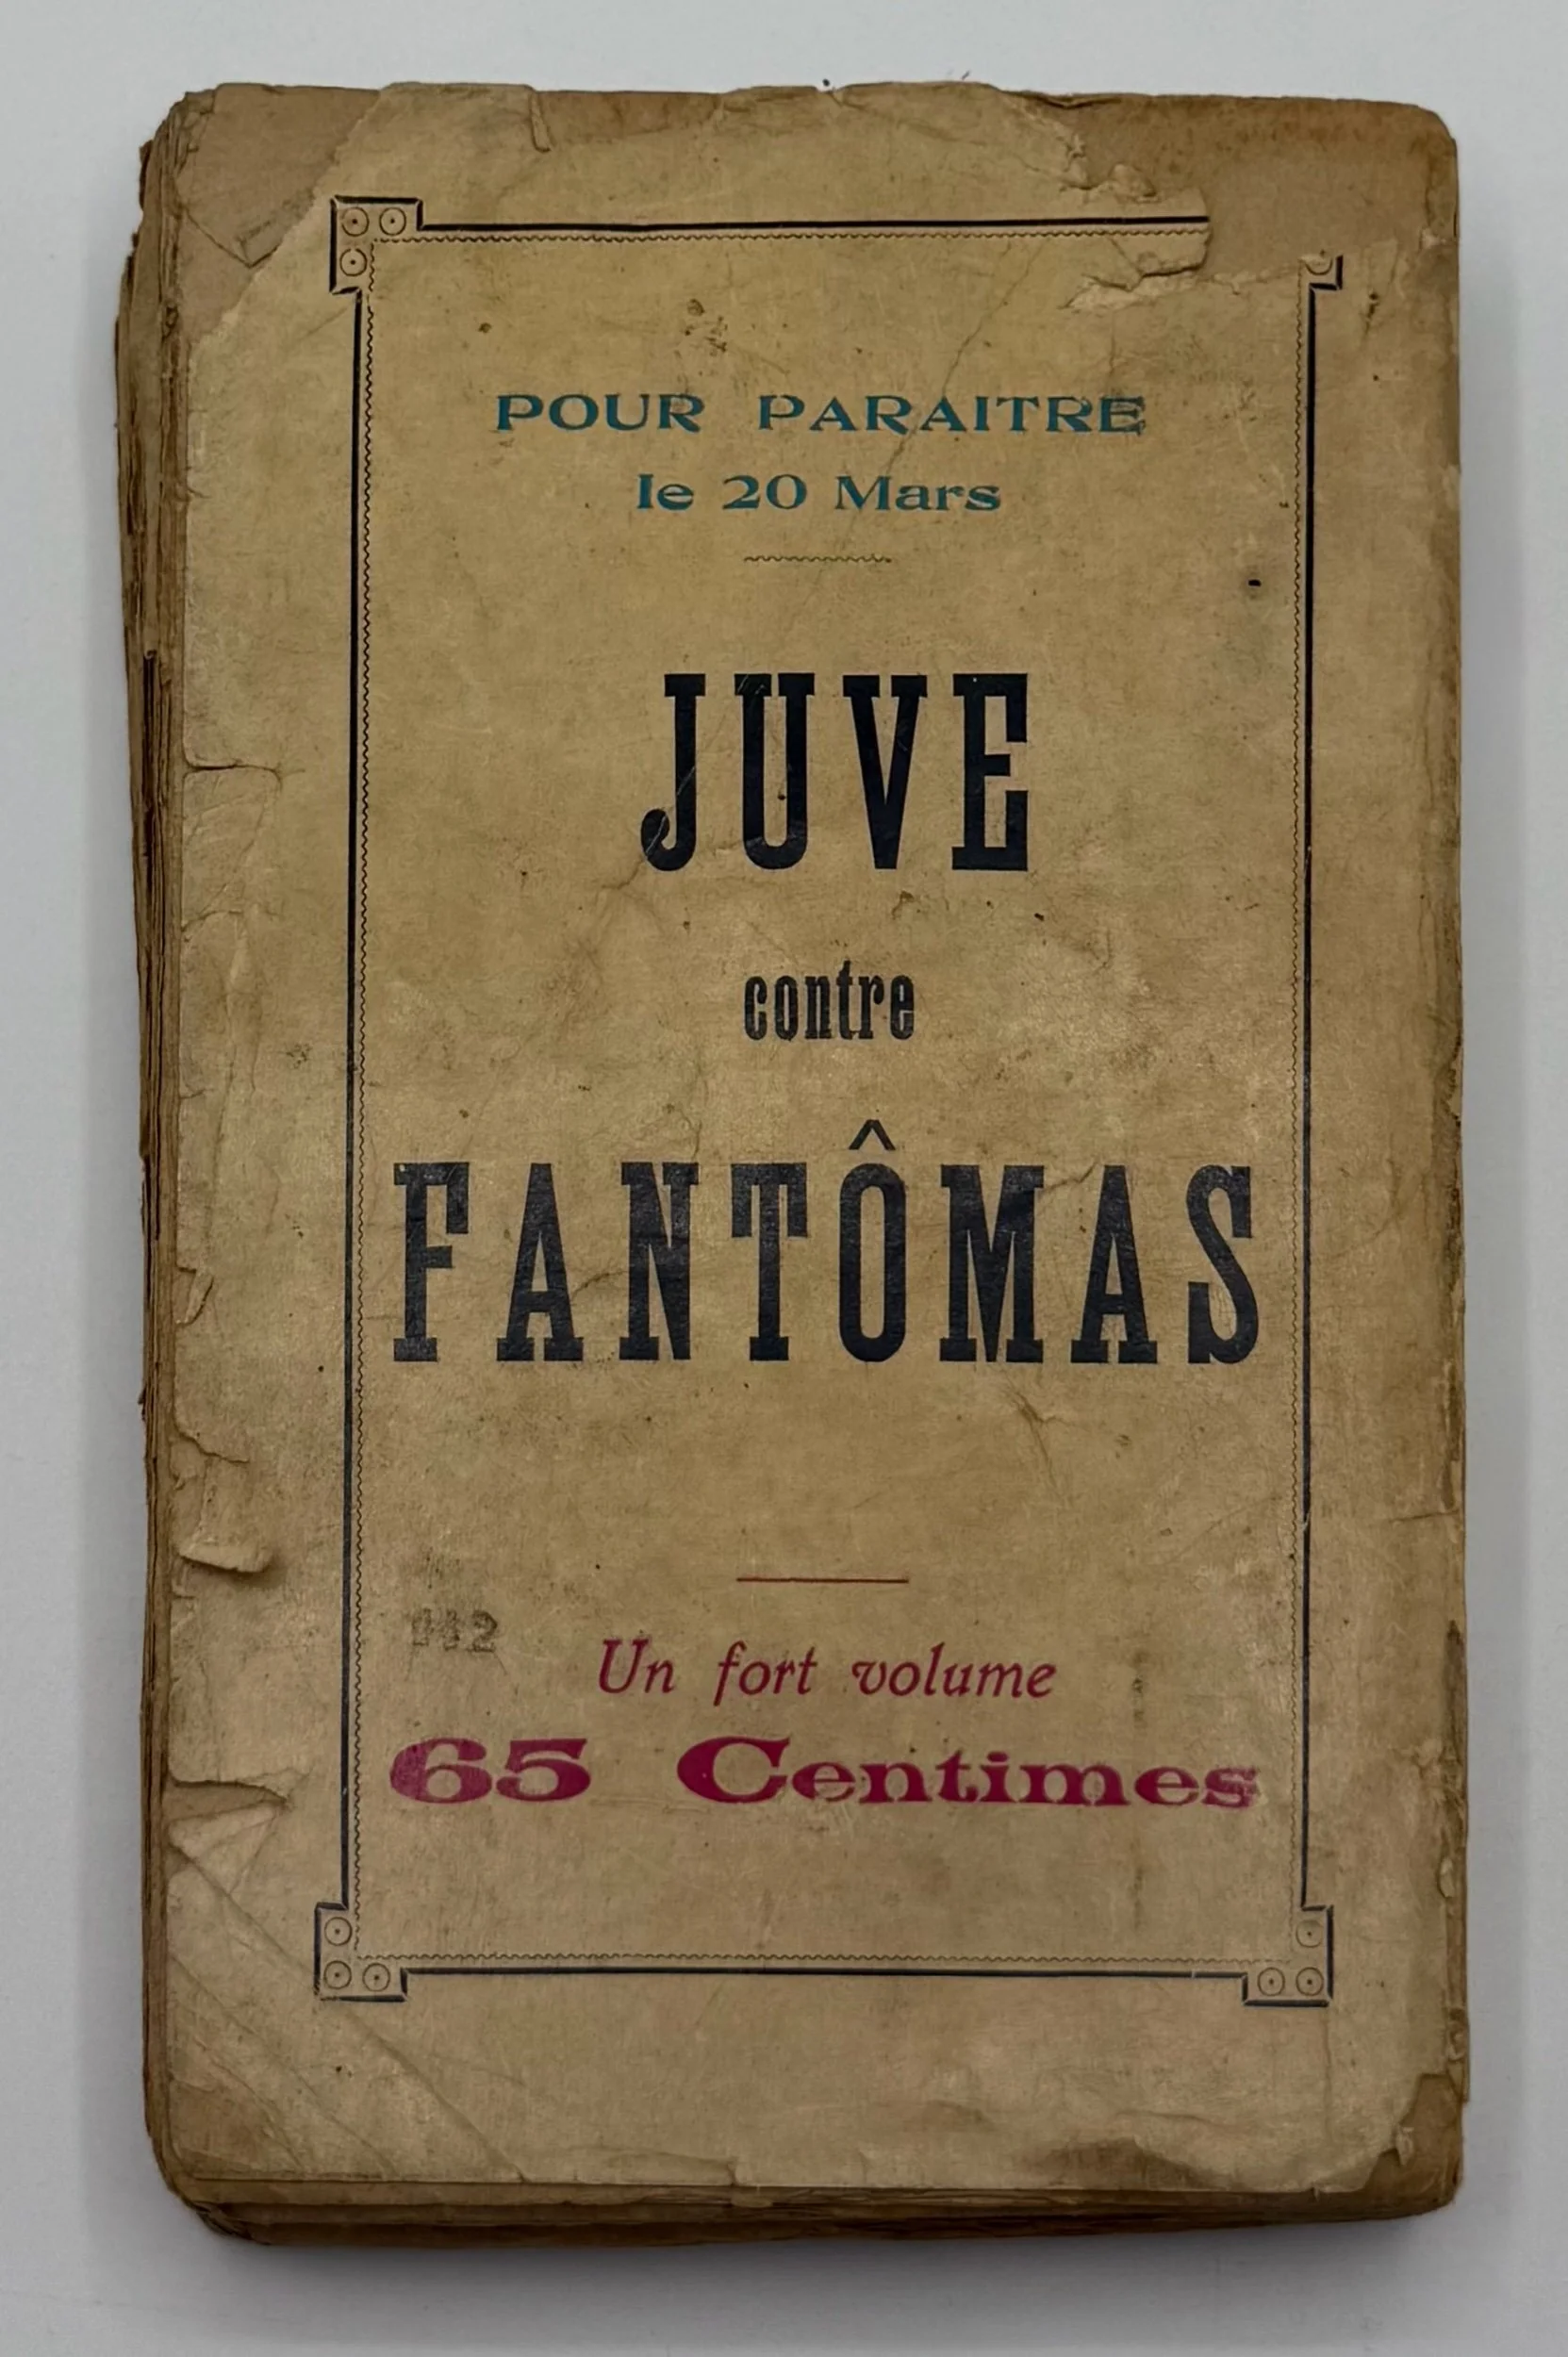 POUR PARAITRE
le 20 Mars
JUVE
contre
FANTÔMAS
Un fort volume
65 Centimes